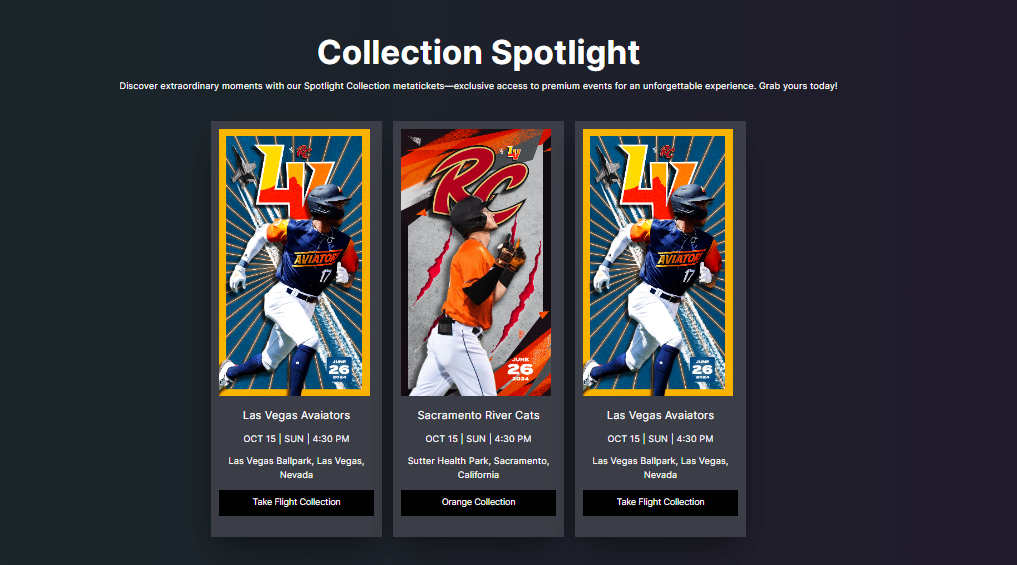 Collection Spotlight
Discover extraordinary moments with our Spotlight Collection metatickets—exclusive access to premium events for an unforgettable experience. Grab yours today!
LV
AVIATORS
17
JUNE
26
2024
Las Vegas Avaiators
OCT 15 | SUN | 4:30 PM
Las Vegas Ballpark, Las Vegas,
Nevada
Take Flight Collection
LV
RC
JUNE
26
2024
Sacramento River Cats
OCT 15 | SUN | 4:30 PM
Sutter Health Park, Sacramento,
California
Orange Collection
LV
AVIATORS
17
JUNE
26
2024
Las Vegas Avaiators
OCT 15 | SUN | 4:30 PM
Las Vegas Ballpark, Las Vegas,
Nevada
Take Flight Collection